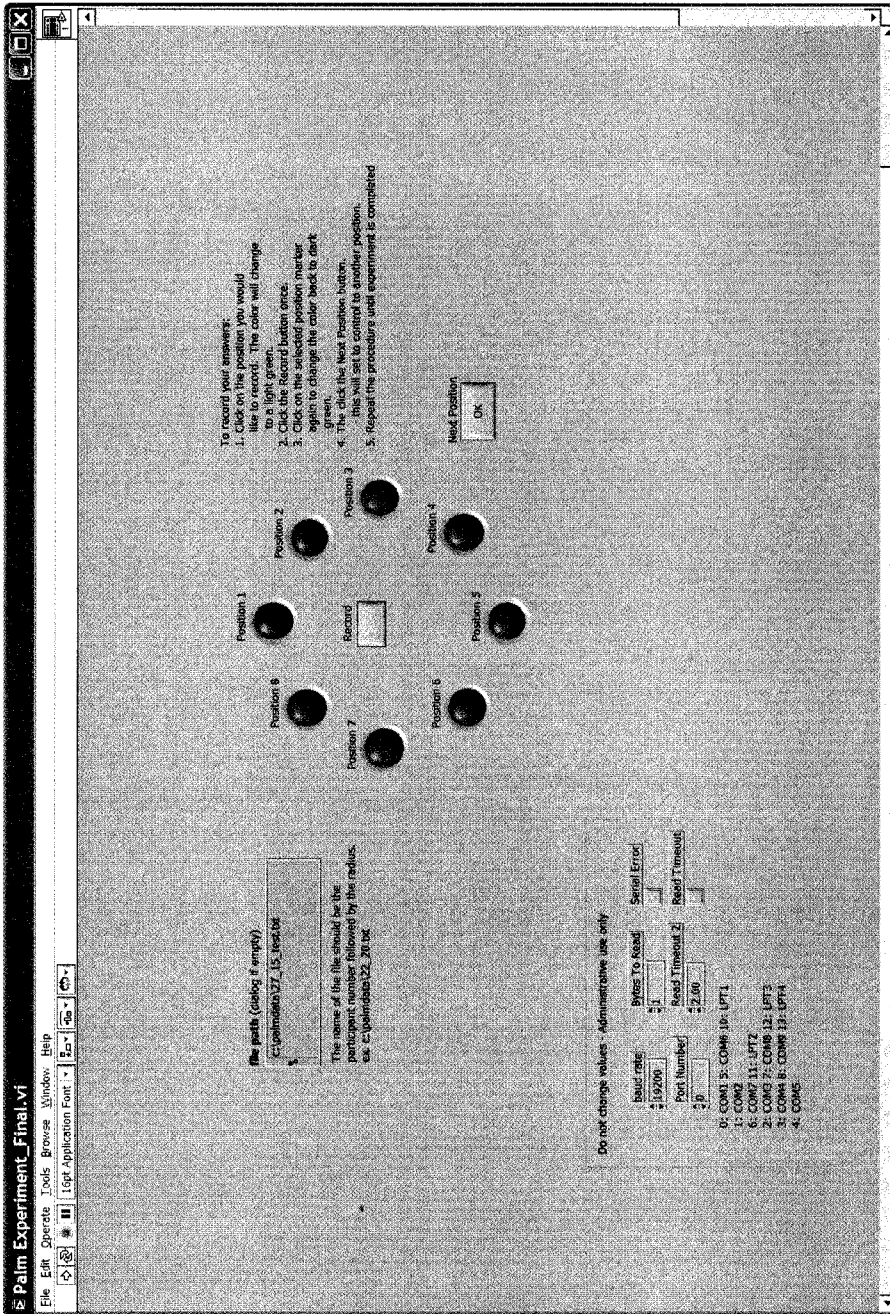 Palm Experiment_Final.vi
File Edit Operate Tools Browse Window Help
16pt Application Font
1
file path (dialog if empty)
c:\palmdata\27_15_test.txt
The name of the file should be the
participant number followed by the radius.
ex: c:\palmdata\22_20.txt
Position 1
Position 2
Position 3
Position 4
Position 5
Position 6
Position 7
Position 8
Record
To record your answers:
1. Click on the position you would
like to record. The color will change
to a light green.
2. Click the Record button once.
3. Click on the selected position marker
again to change the color back to dark
green.
4. The click the Next Position button.
this will set to control to another position.
5. Repeat the procedure until experiment is completed
Next Position
OK
Do not change values - Administrative use only
baud rate
19200
Bytes To Read
1
Serial Error
Port Number
0
Read Timeout 2
2.00
Read Timeout
0: COM1 5: COM6 10: LPT1
1: COM2
6: COM7 11: LPT2
2: COM3 7: COM8 12: LPT3
3: COM4 8: COM9 13: LPT4
4: COM5